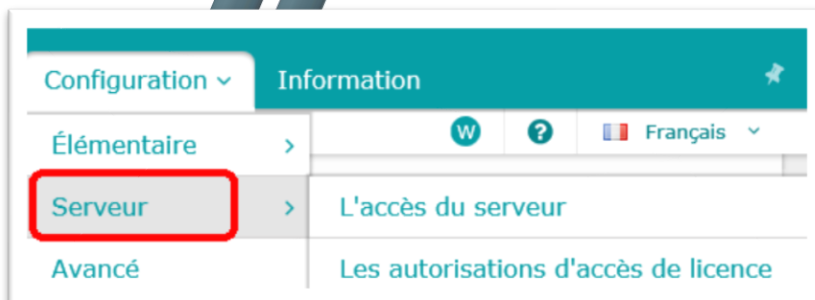 Configuration Information
W ? Français
Élémentaire >
Serveur > L'accès du serveur
Avancé Les autorisations d'accès de licence